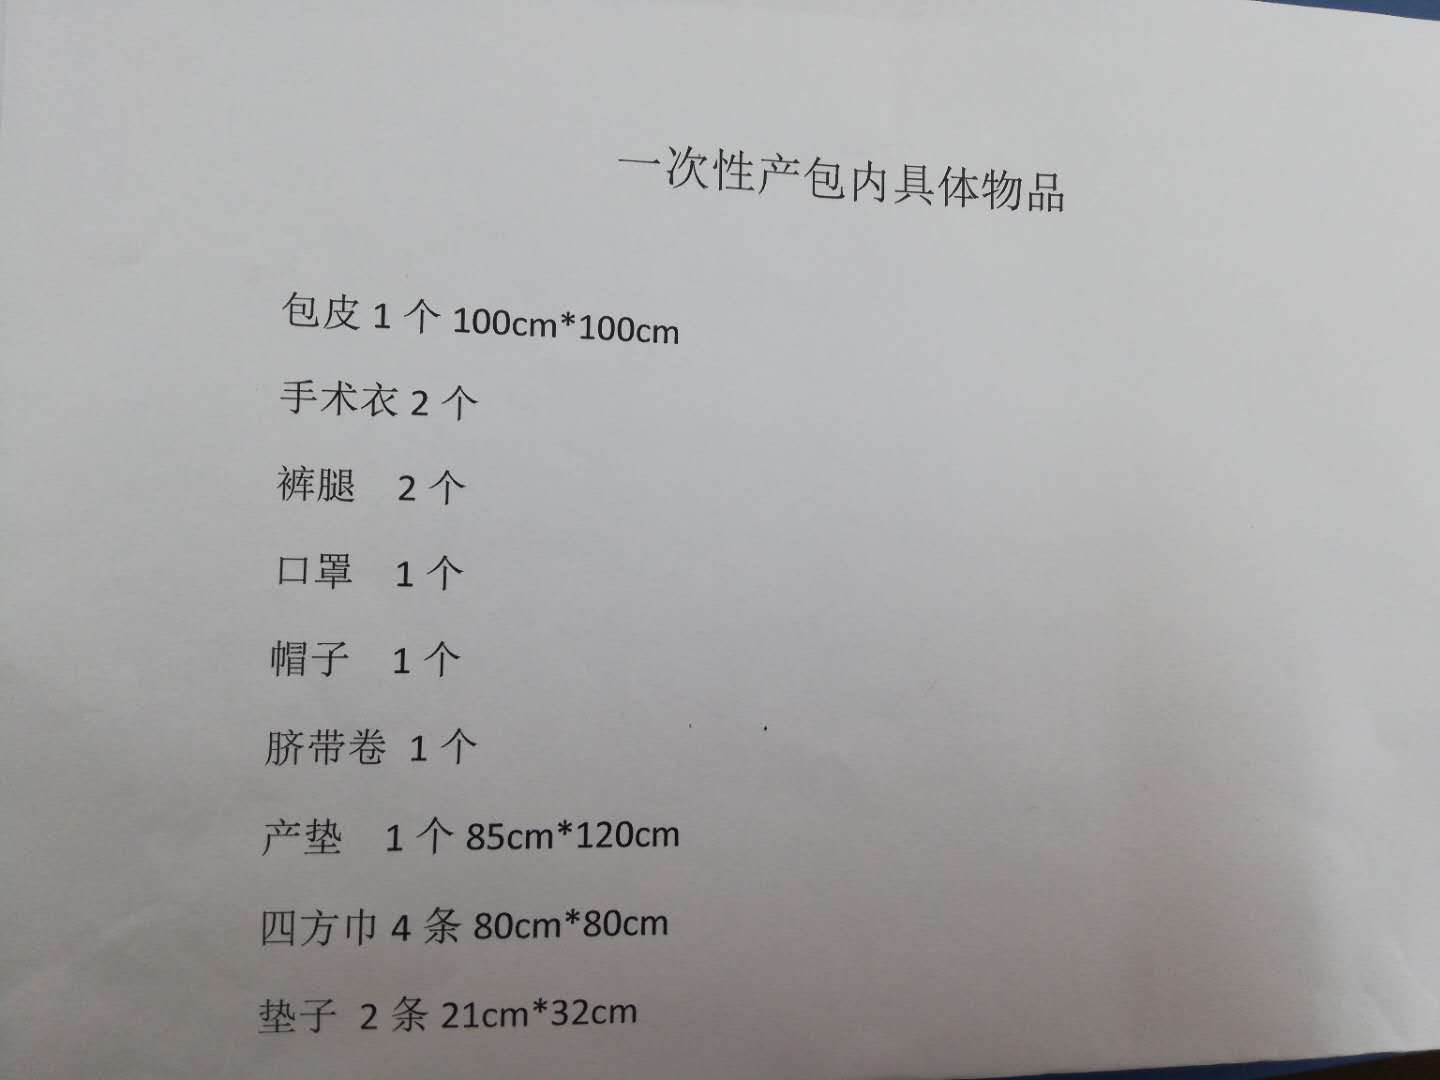 一次性产包内具体物品
包皮 1 个 100cm*100cm
手术衣 2 个
裤腿 2 个
口罩 1 个
帽子 1 个
脐带卷 1 个
产垫 1 个 85cm*120cm
四方巾 4 条 80cm*80cm
垫子 2 条 21cm*32cm